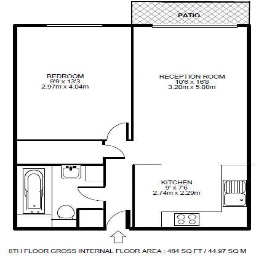 PATIO
BEDROOM
9'9 x 13'3
2.97m x 4.04m
RECEPTION ROOM
10'6 x 16'5
3.20m x 5.00m
KITCHEN
9' x 7'6
2.74m x 2.29m
6TH FLOOR GROSS INTERNAL FLOOR AREA : 484 SQ FT / 44.97 SQ M